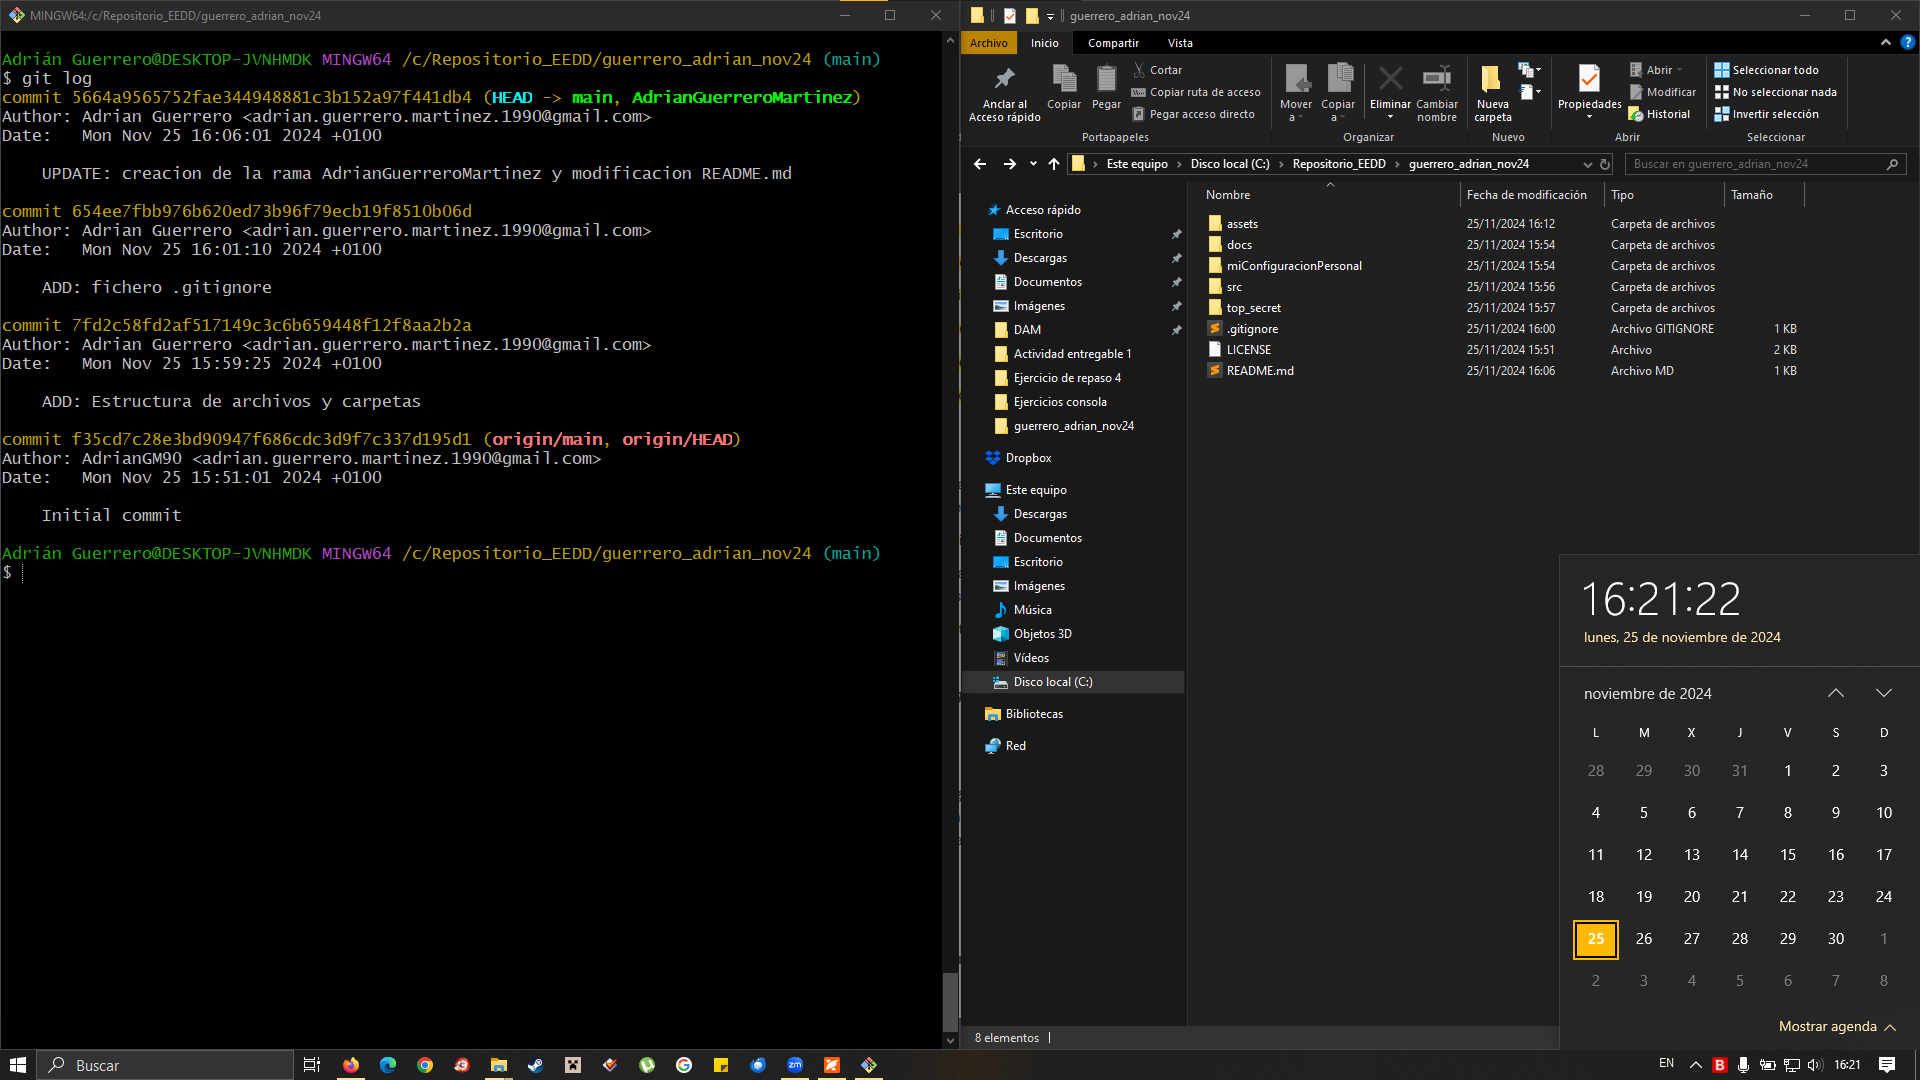 MINGW64:/c/Repositorio_EEDD/guerrero_adrian_nov24
Adrián Guerrero@DESKTOP-JVNHMDK MINGW64 /c/Repositorio_EEDD/guerrero_adrian_nov24 (main)
$ git log
commit 5664a9565752fae344948881c3b152a97f441db4 (HEAD -> main, AdrianGuerreroMartinez)
Author: Adrian Guerrero <adrian.guerrero.martinez.1990@gmail.com>
Date:   Mon Nov 25 16:06:01 2024 +0100
UPDATE: creacion de la rama AdrianGuerreroMartinez y modificacion README.md
commit 654ee7fbb976b620ed73b96f79ecb19f8510b06d
Author: Adrian Guerrero <adrian.guerrero.martinez.1990@gmail.com>
Date:   Mon Nov 25 16:01:10 2024 +0100
ADD: fichero .gitignore
commit 7fd2c58fd2af517149c3c6b659448f12f8aa2b2a
Author: Adrian Guerrero <adrian.guerrero.martinez.1990@gmail.com>
Date:   Mon Nov 25 15:59:25 2024 +0100
ADD: Estructura de archivos y carpetas
commit f35cd7c28e3bd90947f686cdc3d9f7c337d195d1 (origin/main, origin/HEAD)
Author: AdrianGM90 <adrian.guerrero.martinez.1990@gmail.com>
Date:   Mon Nov 25 15:51:01 2024 +0100
Initial commit
Adrián Guerrero@DESKTOP-JVNHMDK MINGW64 /c/Repositorio_EEDD/guerrero_adrian_nov24 (main)
$
guerrero_adrian_nov24
Archivo Inicio Compartir Vista
Anclar al Acceso rápido
Copiar
Pegar
Cortar
Copiar ruta de acceso
Pegar acceso directo
Portapapeles
Mover a
Copiar a
Eliminar
Cambiar nombre
Organizar
Nueva carpeta
Nuevo
Propiedades
Abrir
Modificar
Historial
Abrir
Seleccionar todo
No seleccionar nada
Invertir selección
Seleccionar
Este equipo > Disco local (C:) > Repositorio_EEDD > guerrero_adrian_nov24
Buscar en guerrero_adrian_nov24
Acceso rápido
Escritorio
Descargas
Documentos
Imágenes
DAM
Actividad entregable 1
Ejercicio de repaso 4
Ejercicios consola
guerrero_adrian_nov24
Dropbox
Este equipo
Descargas
Documentos
Escritorio
Imágenes
Música
Objetos 3D
Vídeos
Disco local (C:)
Bibliotecas
Red
Nombre Fecha de modificación Tipo Tamaño
assets 25/11/2024 16:12 Carpeta de archivos
docs 25/11/2024 15:54 Carpeta de archivos
miConfiguracionPersonal 25/11/2024 15:54 Carpeta de archivos
src 25/11/2024 15:56 Carpeta de archivos
top_secret 25/11/2024 15:57 Carpeta de archivos
.gitignore 25/11/2024 16:00 Archivo GITIGNORE 1 KB
LICENSE 25/11/2024 15:51 Archivo 2 KB
README.md 25/11/2024 16:06 Archivo MD 1 KB
8 elementos
16:21:22
lunes, 25 de noviembre de 2024
noviembre de 2024
L M X J V S D
28 29 30 31 1 2 3
4 5 6 7 8 9 10
11 12 13 14 15 16 17
18 19 20 21 22 23 24
25 26 27 28 29 30 1
2 3 4 5 6 7 8
Mostrar agenda
Buscar
zm
EN
B
16:21